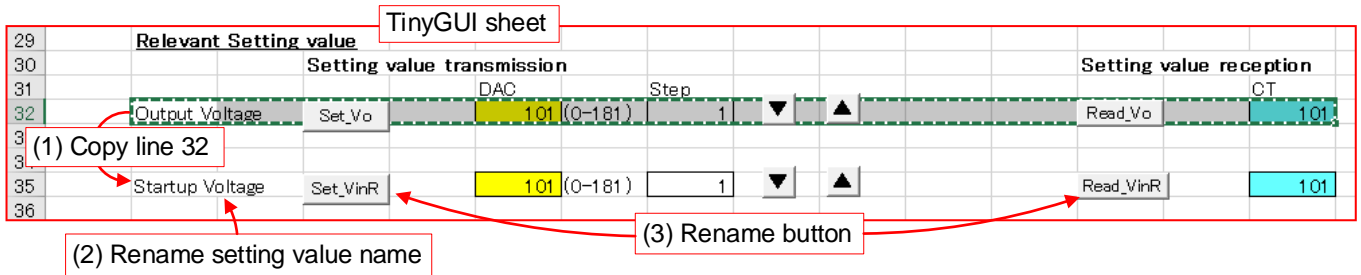 TinyGUI sheet
29 Relevant Setting value
30 Setting value transmission Setting value reception
31 DAC Step CT
32 Output Voltage Set_Vo 101 (0-181) 1 ▼ ▲ Read_Vo 101
(1) Copy line 32
35 Startup Voltage Set_VinR 101 (0-181) 1 ▼ ▲ Read_VinR 101
36
(3) Rename button
(2) Rename setting value name